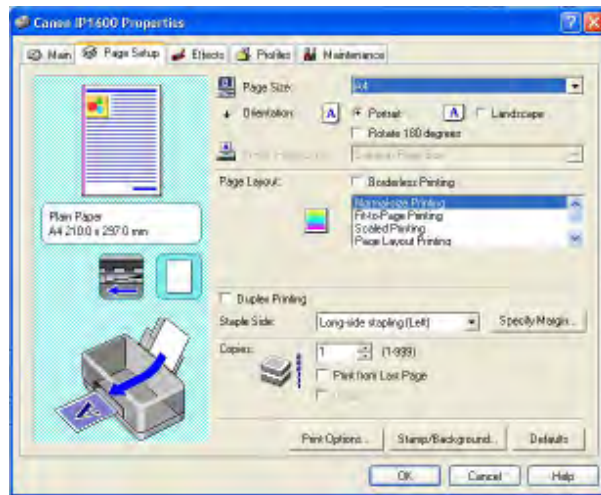 Canon IP1600 Properties
Main Page Setup Effects Profiles Maintenance
Page Size: A4
Orientation: A Portrait A Landscape
Rotate 180 degrees
Page Layout: Borderless Printing
Normal-size Printing
Fit-to-Page Printing
Scaled Printing
Page Layout Printing
Plain Paper
A4 210.0 x 297.0 mm
Duplex Printing
Staple Side: Long-side stapling (Left) Specify Margin...
Copies: 1 (1-999)
Print from Last Page
Print Options... Stamp/Background... Defaults
OK Cancel Help